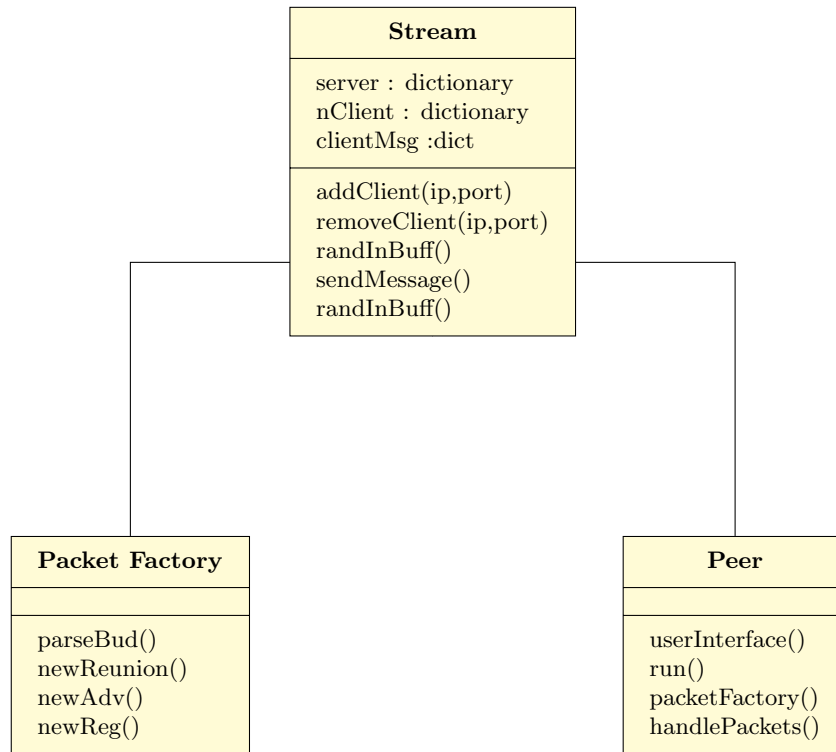 Stream
server : dictionary
nClient : dictionary
clientMsg :dict
addClient(ip,port)
removeClient(ip,port)
randInBuff()
sendMessage()
randInBuff()
Packet Factory
parseBud()
newReunion()
newAdv()
newReg()
Peer
userInterface()
run()
packetFactory()
handlePackets()